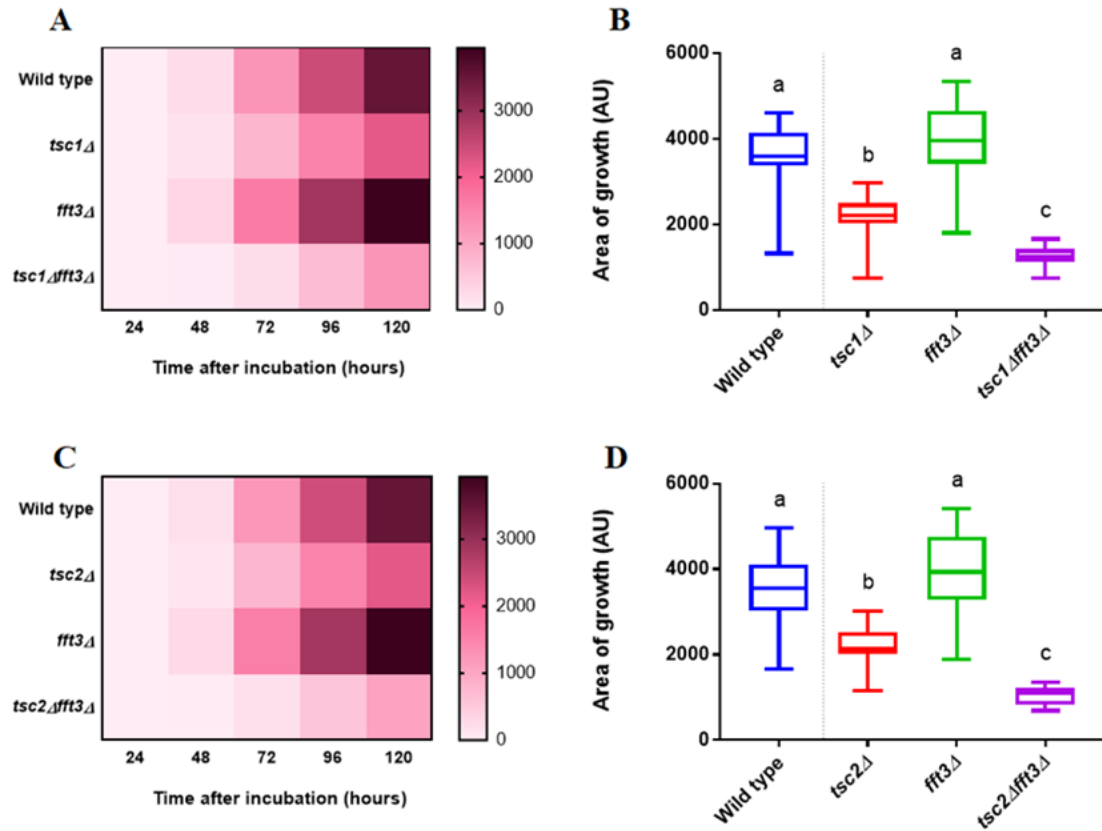 A
Wild type
tsc1Δ
fft3Δ
tsc1Δfft3Δ
24 48 72 96 120
Time after incubation (hours)
3000
2000
1000
0
B
Area of growth (AU)
6000
4000
2000
0
a
b
a
c
Wild type
tsc1Δ
fft3Δ
tsc1Δfft3Δ
C
Wild type
tsc2Δ
fft3Δ
tsc2Δfft3Δ
24 48 72 96 120
Time after incubation (hours)
3000
2000
1000
0
D
Area of growth (AU)
6000
4000
2000
0
a
b
a
c
Wild type
tsc2Δ
fft3Δ
tsc2Δfft3Δ